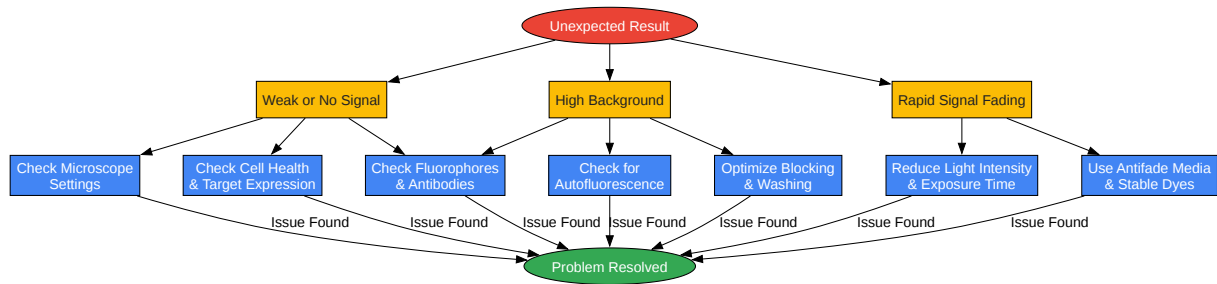 Unexpected Result
Weak or No Signal
High Background
Rapid Signal Fading
Check Microscope
Settings
Check Cell Health
& Target Expression
Check Fluorophores
& Antibodies
Check for
Autofluorescence
Optimize Blocking
& Washing
Reduce Light Intensity
& Exposure Time
Use Antifade Media
& Stable Dyes
Issue Found
Issue Found
Issue Found
Issue Found
Issue Found
Issue Found
Issue Found
Problem Resolved